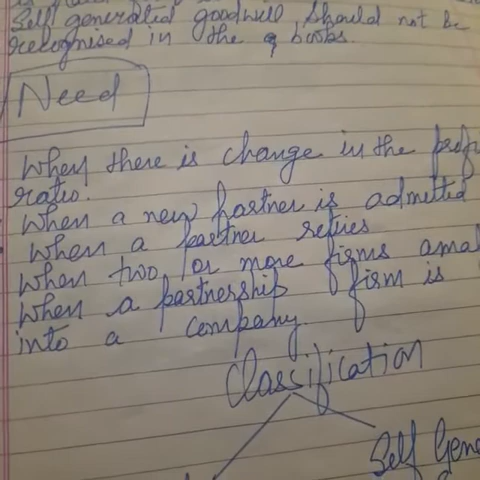 Self generated goodwill, should not be
recognised in the books.
Need
When there is change in the
ratio.
When a new partner is admitted
When a partner retires
When two or more firms
When a partnership firm is
into a company.
Classification
Self